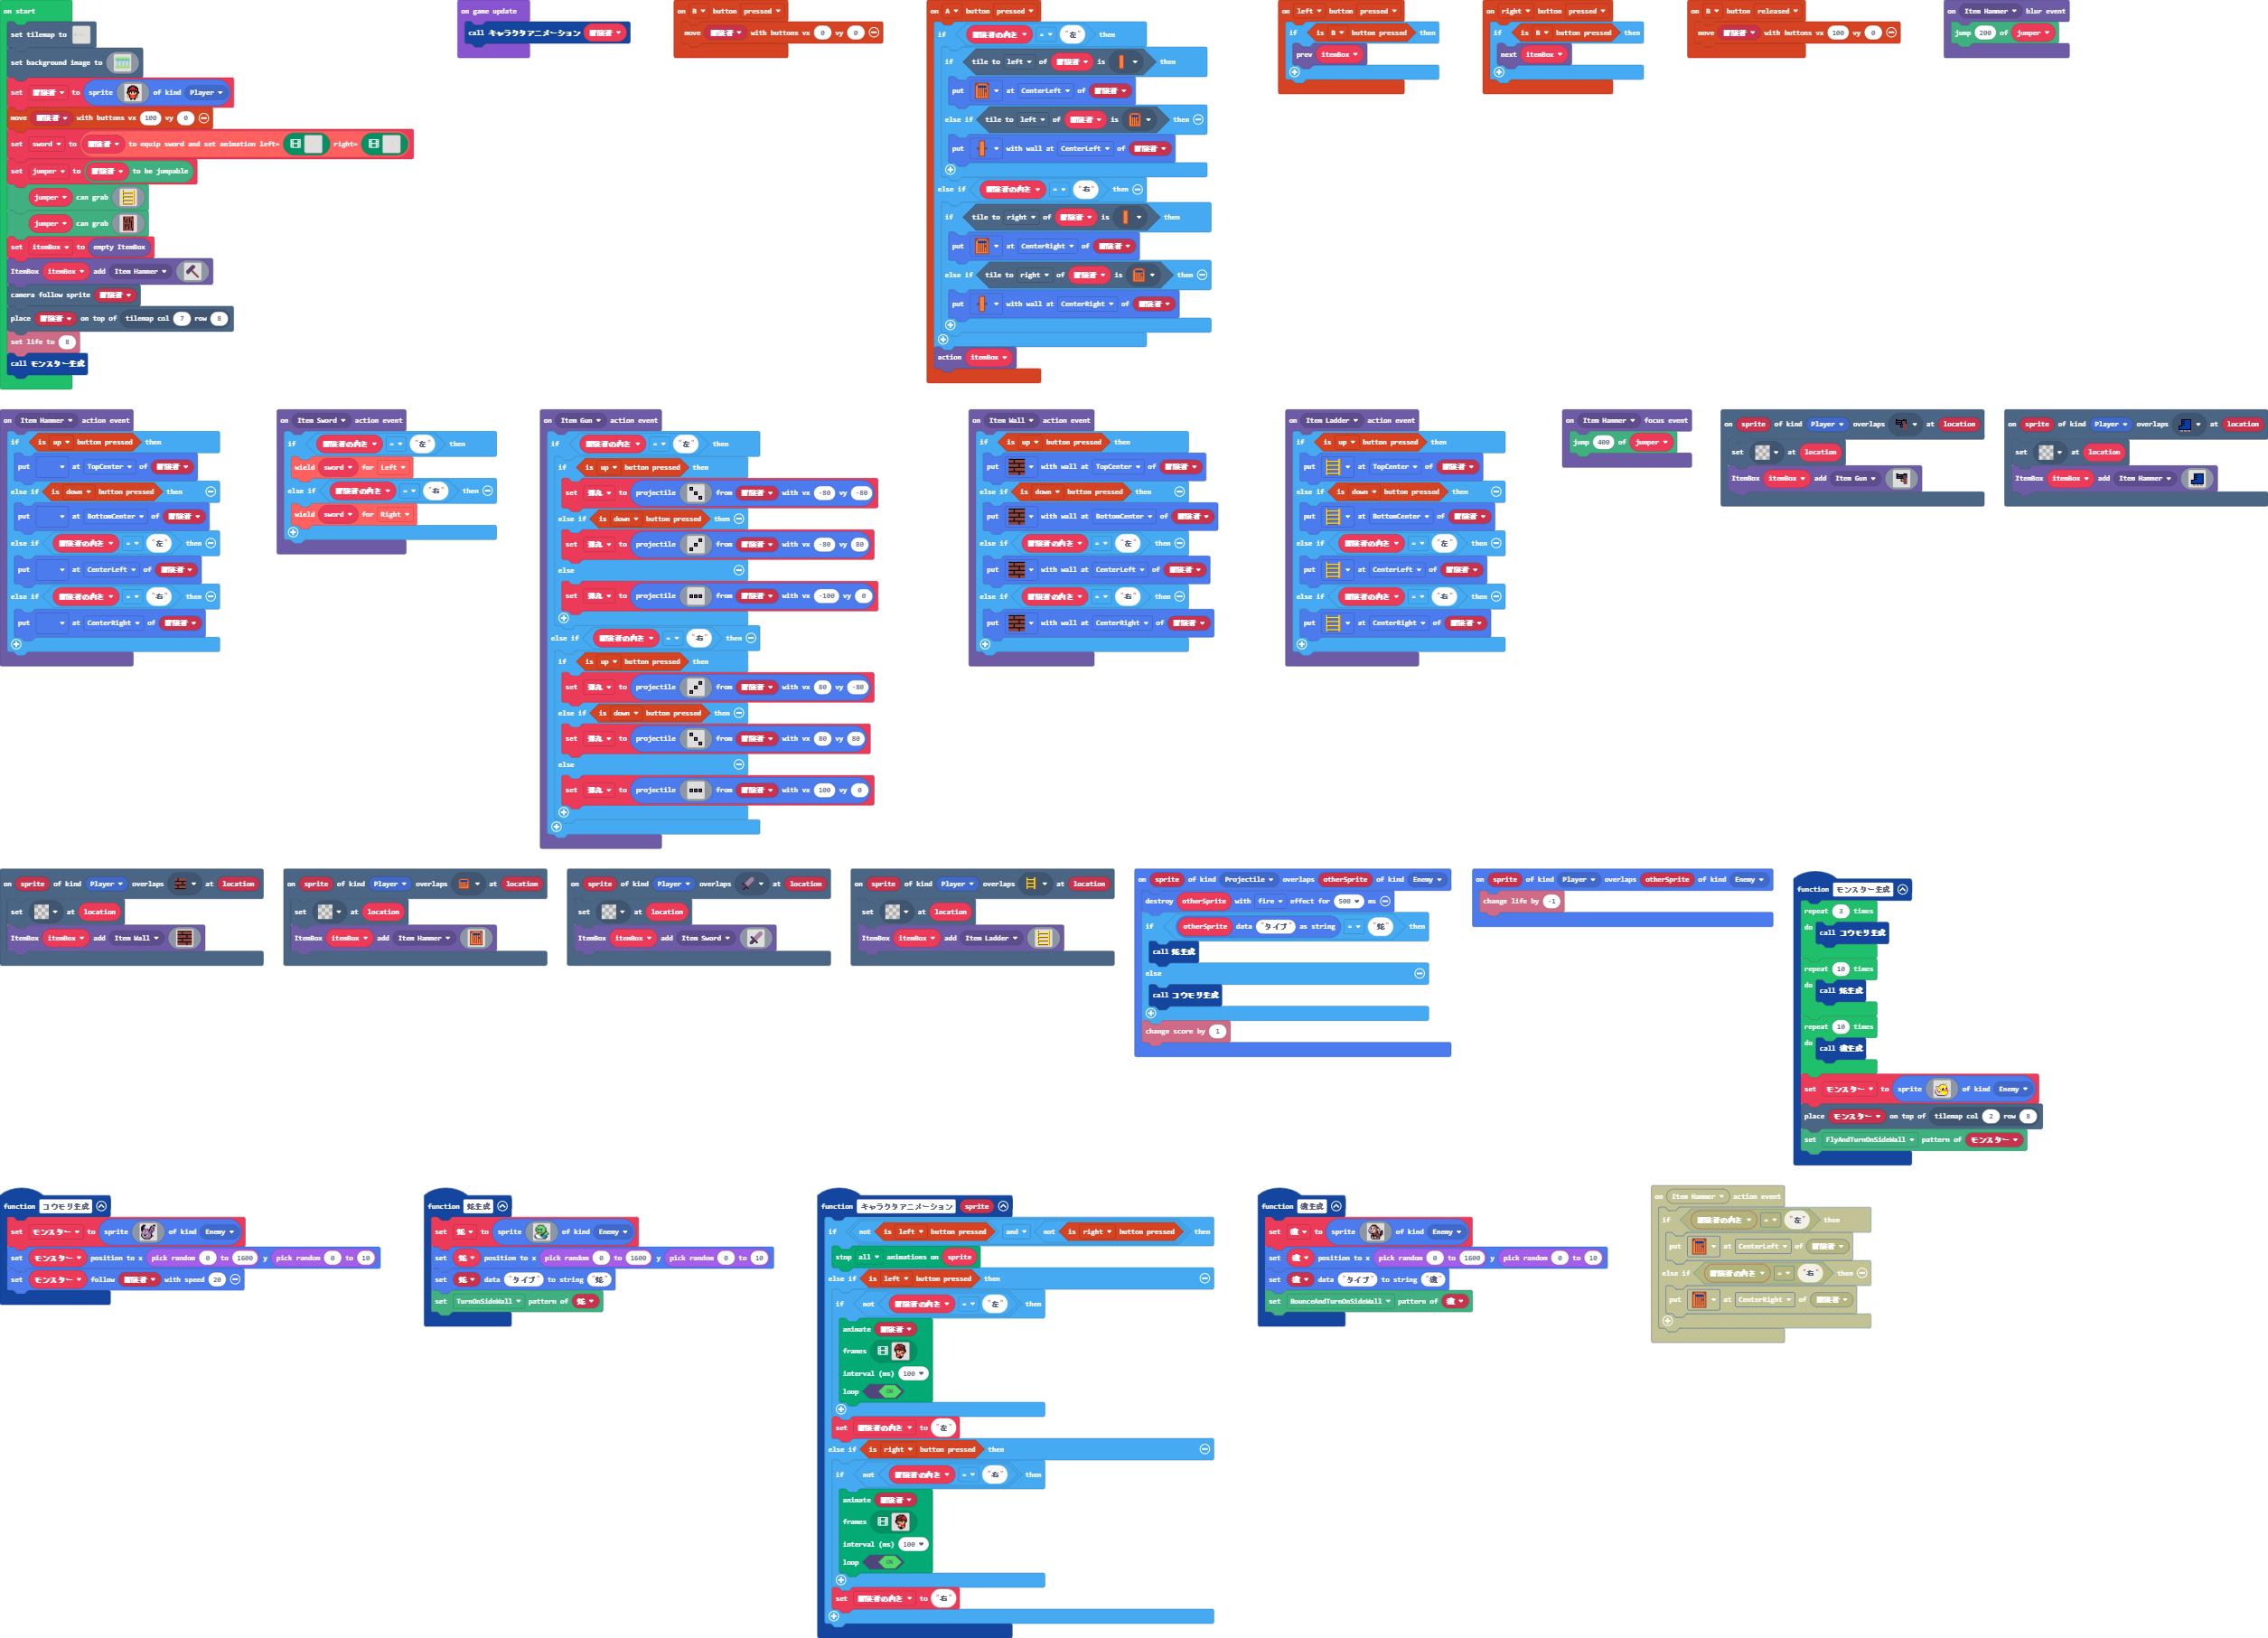 on start
set tilemap to
set background image to
set 冒険者 to sprite of kind Player
move 冒険者 with buttons vx 100 vy 0
set sword to 冒険者 to equip sword and set animation left= right=
set jumper to 冒険者 to be jumpable
jumper can grab
jumper can grab
set itemBox to empty ItemBox
ItemBox itemBox add Item Hammer
camera follow sprite 冒険者
place 冒険者 on top of tilemap col 7 row 8
set life to 8
call モンスター生成
on game update
call キャラクタアニメーション 冒険者
on B button pressed
move 冒険者 with buttons vx 0 vy 0
on A button pressed
if 冒険者の向き = "左" then
if tile to left of 冒険者 is then
put at CenterLeft of 冒険者
else if tile to left of 冒険者 is then
put with wall at CenterLeft of 冒険者
else if 冒険者の向き = "右" then
if tile to right of 冒険者 is then
put at CenterRight of 冒険者
else if tile to right of 冒険者 is then
put with wall at CenterRight of 冒険者
action itemBox
on left button pressed
if is B button pressed then
prev itemBox
on right button pressed
if is B button pressed then
next itemBox
on B button released
move 冒険者 with buttons vx 100 vy 0
on Item Hammer blur event
jump 200 of jumper
on Item Hammer action event
if is up button pressed then
put at TopCenter of 冒険者
else if is down button pressed then
put at BottomCenter of 冒険者
else if 冒険者の向き = "左" then
put at CenterLeft of 冒険者
else if 冒険者の向き = "右" then
put at CenterRight of 冒険者
on Item Sword action event
if 冒険者の向き = "左" then
wield sword for Left
else if 冒険者の向き = "右" then
wield sword for Right
on Item Gun action event
if 冒険者の向き = "左" then
if is up button pressed then
set 弾丸 to projectile from 冒険者 with vx -80 vy -80
else if is down button pressed then
set 弾丸 to projectile from 冒険者 with vx -80 vy 80
else
set 弾丸 to projectile from 冒険者 with vx -100 vy 0
else if 冒険者の向き = "右" then
if is up button pressed then
set 弾丸 to projectile from 冒険者 with vx 80 vy -80
else if is down button pressed then
set 弾丸 to projectile from 冒険者 with vx 80 vy 80
else
set 弾丸 to projectile from 冒険者 with vx 100 vy 0
on Item Wall action event
if is up button pressed then
put with wall at TopCenter of 冒険者
else if is down button pressed then
put with wall at BottomCenter of 冒険者
else if 冒険者の向き = "左" then
put with wall at CenterLeft of 冒険者
else if 冒険者の向き = "右" then
put with wall at CenterRight of 冒険者
on Item Ladder action event
if is up button pressed then
put at TopCenter of 冒険者
else if is down button pressed then
put at BottomCenter of 冒険者
else if 冒険者の向き = "左" then
put at CenterLeft of 冒険者
else if 冒険者の向き = "右" then
put at CenterRight of 冒険者
on Item Hammer focus event
jump 400 of jumper
on sprite of kind Player overlaps at location
set at location
ItemBox itemBox add Item Gun
on sprite of kind Player overlaps at location
set at location
ItemBox itemBox add Item Hammer
on sprite of kind Player overlaps at location
set at location
ItemBox itemBox add Item Wall
on sprite of kind Player overlaps at location
set at location
ItemBox itemBox add Item Hammer
on sprite of kind Player overlaps at location
set at location
ItemBox itemBox add Item Sword
on sprite of kind Player overlaps at location
set at location
ItemBox itemBox add Item Ladder
on sprite of kind Projectile overlaps otherSprite of kind Enemy
destroy otherSprite with fire effect for 500 ms
if otherSprite data "タイプ" as string = "蛇" then
call 蛇生成
else
call コウモリ生成
change score by 1
on sprite of kind Player overlaps otherSprite of kind Enemy
change life by -1
function モンスター生成
repeat 3 times
do call コウモリ生成
repeat 10 times
do call 蛇生成
repeat 10 times
do call 魂生成
set モンスター to sprite of kind Enemy
place モンスター on top of tilemap col 2 row 8
set FlyAndTurnOnSideWall pattern of モンスター
function コウモリ生成
set モンスター to sprite of kind Enemy
set モンスター position to x pick random 0 to 1600 y pick random 0 to 10
set モンスター follow 冒険者 with speed 20
function 蛇生成
set 蛇 to sprite of kind Enemy
set 蛇 position to x pick random 0 to 1600 y pick random 0 to 10
set 蛇 data "タイプ" to string "蛇"
set TurnOnSideWall pattern of 蛇
function キャラクタアニメーション sprite
if not is left button pressed and not is right button pressed then
stop all animations on sprite
else if is left button pressed then
if not 冒険者の向き = "左" then
animate 冒険者
frames
interval (ms) 100
loop ON
set 冒険者の向き to "左"
else if is right button pressed then
if not 冒険者の向き = "右" then
animate 冒険者
frames
interval (ms) 100
loop ON
set 冒険者の向き to "右"
function 魂生成
set 魂 to sprite of kind Enemy
set 魂 position to x pick random 0 to 1600 y pick random 0 to 10
set 魂 data "タイプ" to string "魂"
set BounceAndTurnOnSideWall pattern of 魂
on Item Hammer action event
if 冒険者の向き = "左" then
put at CenterLeft of 冒険者
else if 冒険者の向き = "右" then
put at CenterRight of 冒険者